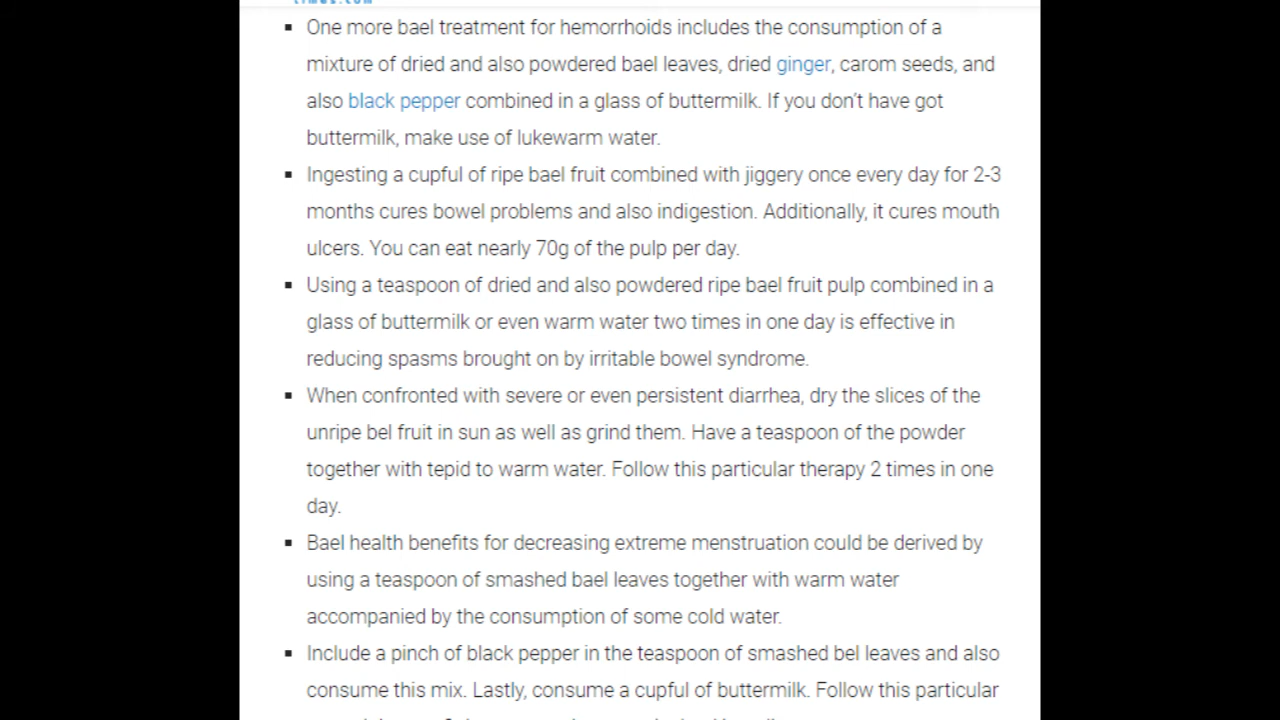 One more bael treatment for hemorrhoids includes the consumption of a
mixture of dried and also powdered bael leaves, dried ginger, carom seeds, and
also black pepper combined in a glass of buttermilk. If you don't have got
buttermilk, make use of lukewarm water.
Ingesting a cupful of ripe bael fruit combined with jiggery once every day for 2-3
months cures bowel problems and also indigestion. Additionally, it cures mouth
ulcers. You can eat nearly 70g of the pulp per day.
Using a teaspoon of dried and also powdered ripe bael fruit pulp combined in a
glass of buttermilk or even warm water two times in one day is effective in
reducing spasms brought on by irritable bowel syndrome.
When confronted with severe or even persistent diarrhea, dry the slices of the
unripe bel fruit in sun as well as grind them. Have a teaspoon of the powder
together with tepid to warm water. Follow this particular therapy 2 times in one
day.
Bael health benefits for decreasing extreme menstruation could be derived by
using a teaspoon of smashed bael leaves together with warm water
accompanied by the consumption of some cold water.
Include a pinch of black pepper in the teaspoon of smashed bel leaves and also
consume this mix. Lastly, consume a cupful of buttermilk. Follow this particular